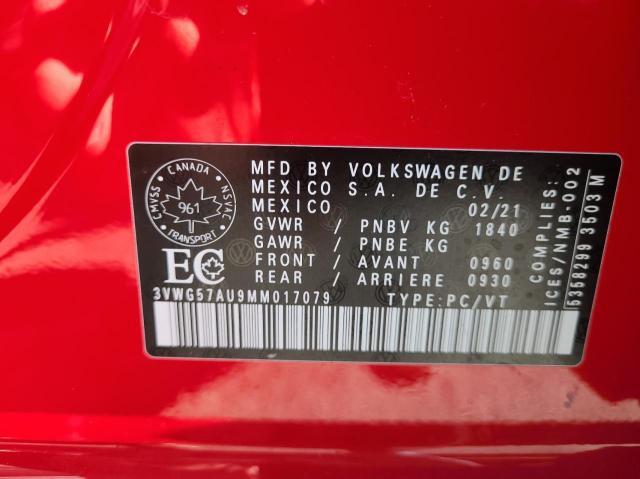 MFD BY VOLKSWAGEN DE
MEXICO S.A. DE C.V.
MEXICO 02/21
GVWR / PNBV KG 1840
GAWR / PNBE KG
FRONT / AVANT 0960
REAR / ARRIERE 0930
3VWG57AU9MM017079 TYPE:PC/VT
CANADA
CMVSS
NSVAC
961
TRANSPORT
EC
COMPLIES:
ICES/NMB-002
5356299 3503 M